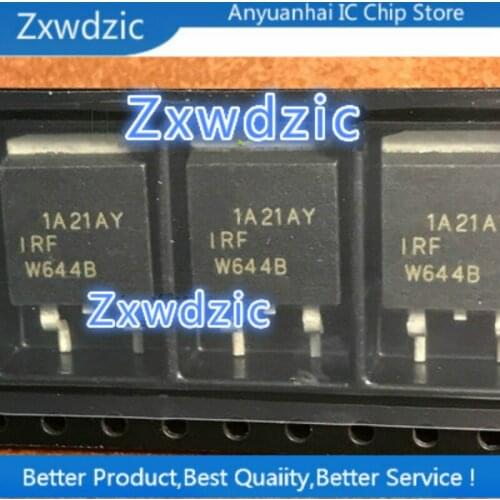 Zxwdzic
Anyuanhai IC Chip Store
Zxwdzic
1A21AY
IRF
W644B
1A21AY
IRF
W644B
1A21A
IRF
W644B
Zxwdzic
Better Product,Best Quaiity,Better Service !